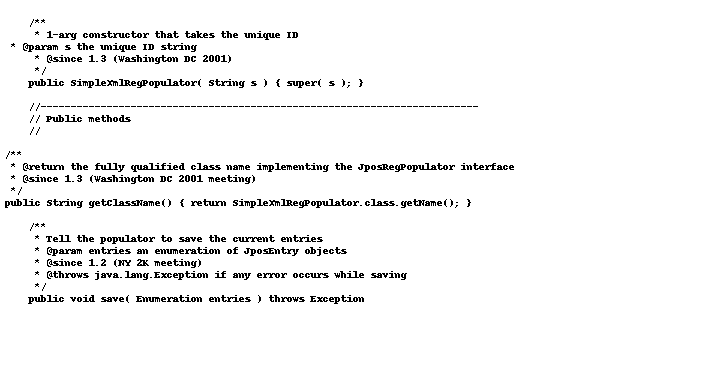 /**
* 1-arg constructor that takes the unique ID
* @param s the unique ID string
* @since 1.3 (Washington DC 2001)
*/
public SimpleXmlRegPopulator( String s ) { super( s ); }
//-------------------------------------------------------------------------
// Public methods
//
/**
* @return the fully qualified class name implementing the JposRegPopulator interface
* @since 1.3 (Washington DC 2001 meeting)
*/
public String getClassName() { return SimpleXmlRegPopulator.class.getName(); }
/**
* Tell the populator to save the current entries
* @param entries an enumeration of JposEntry objects
* @since 1.2 (NY 2K meeting)
* @throws java.lang.Exception if any error occurs while saving
*/
public void save( Enumeration entries ) throws Exception